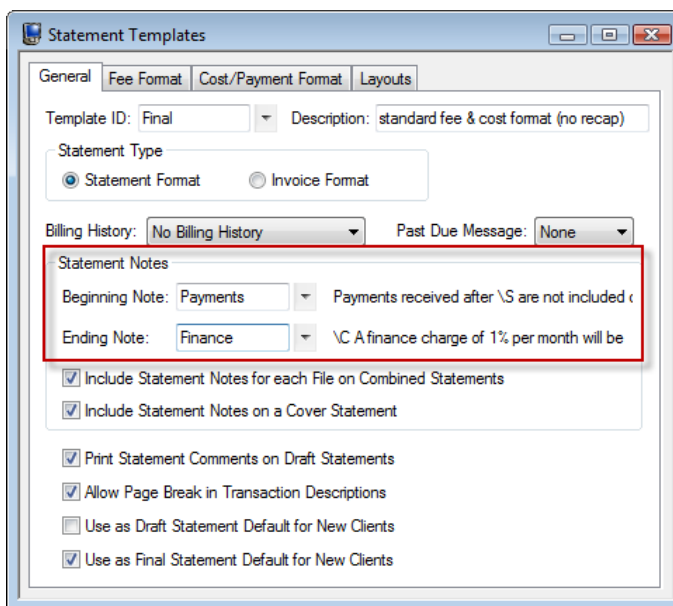 Statement Templates
General Fee Format Cost/Payment Format Layouts
Template ID: Final Description: standard fee & cost format (no recap)
Statement Type
Statement Format Invoice Format
Billing History: No Billing History Past Due Message: None
Statement Notes
Beginning Note: Payments Payments received after \S are not included
Ending Note: Finance \C A finance charge of 1% per month will be
Include Statement Notes for each File on Combined Statements
Include Statement Notes on a Cover Statement
Print Statement Comments on Draft Statements
Allow Page Break in Transaction Descriptions
Use as Draft Statement Default for New Clients
Use as Final Statement Default for New Clients